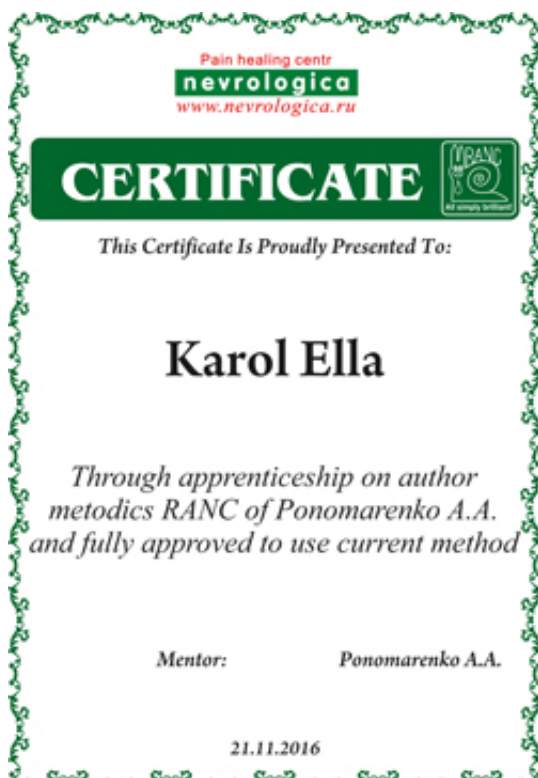 Pain healing centr
nevrologica
www.nevrologica.ru
CERTIFICATE
RANC
All simply brilliant!
This Certificate Is Proudly Presented To:
Karol Ella
Through apprenticeship on author
metodics RANC of Ponomarenko A.A.
and fully approved to use current method
Mentor: Ponomarenko A.A.
21.11.2016